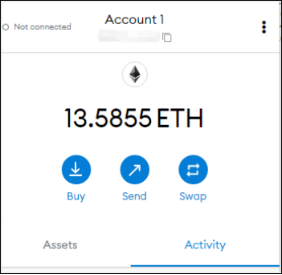 Account 1
Not connected
13.5855 ETH
Buy Send Swap
Assets Activity